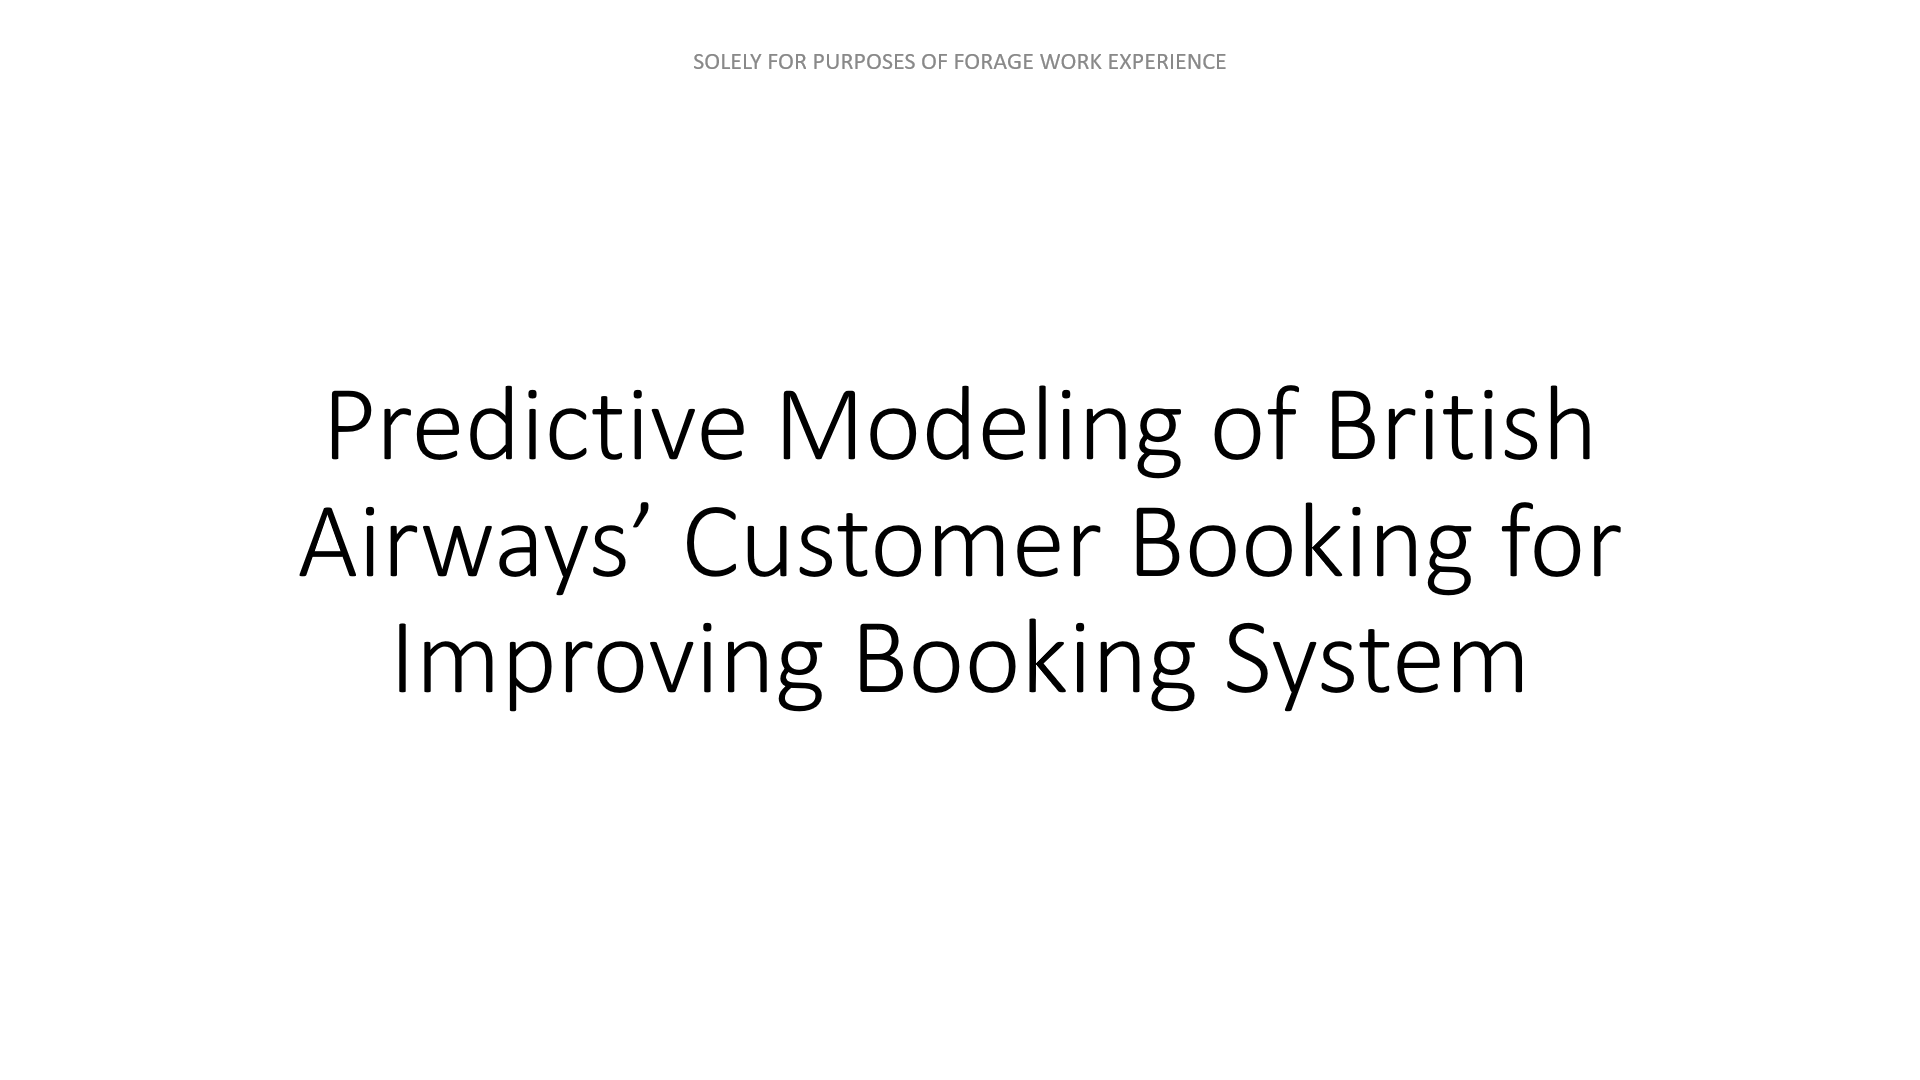 SOLELY FOR PURPOSES OF FORAGE WORK EXPERIENCE
Predictive Modeling of British
Airways’ Customer Booking for
Improving Booking System